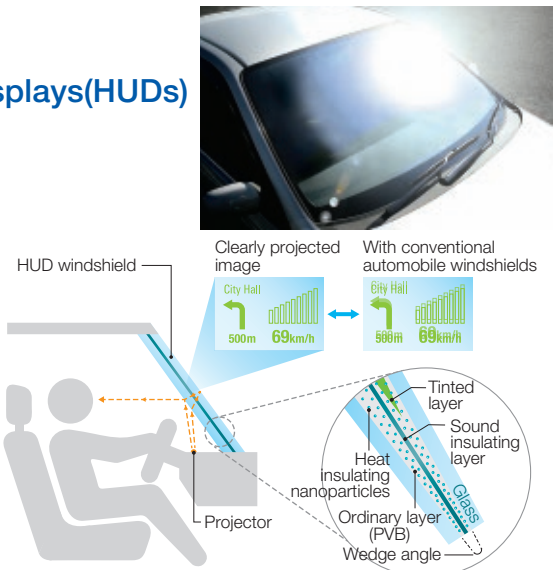 splays(HUDs)
Clearly projected
image
With conventional
automobile windshields
HUD windshield
City Hall
500m
69km/h
City Hall
500m
69km/h
Tinted
layer
Sound
insulating
layer
Heat
insulating
nanoparticles
Glass
Ordinary layer
(PVB)
Projector
Wedge angle